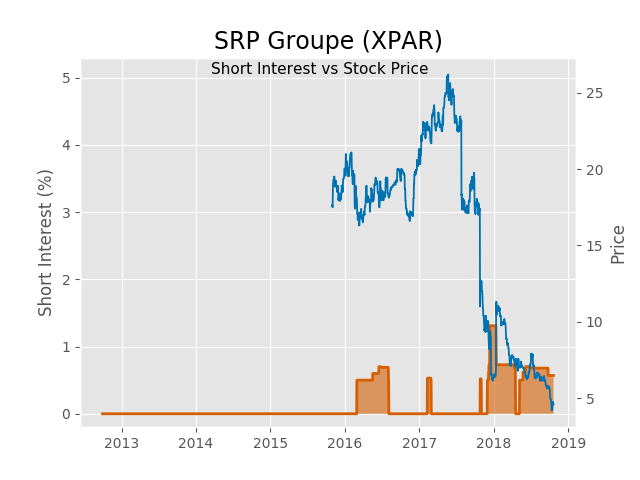 SRP Groupe (XPAR)
Short Interest vs Stock Price
Short Interest (%)
5
4
3
2
1
0
25
20
15
10
5
Price
2013 2014 2015 2016 2017 2018 2019